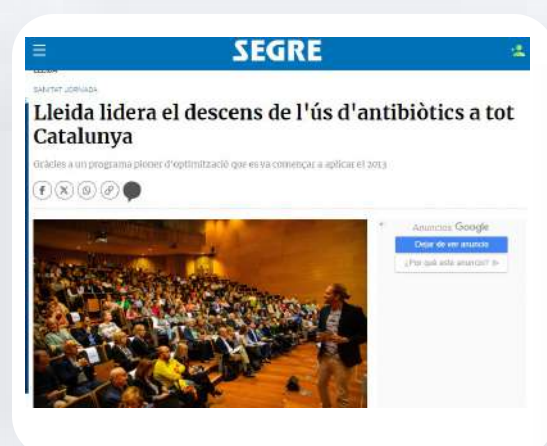 SEGRE
LLEIDA
SANITAT JORNADA
Lleida lidera el descens de l'ús d'antibiòtics a tot
Catalunya
Gràcies a un programa pioner d'optimització que es va començar a aplicar el 2013
Anuncios Google
Dejar de ver anuncio
¿Por qué este anuncio?